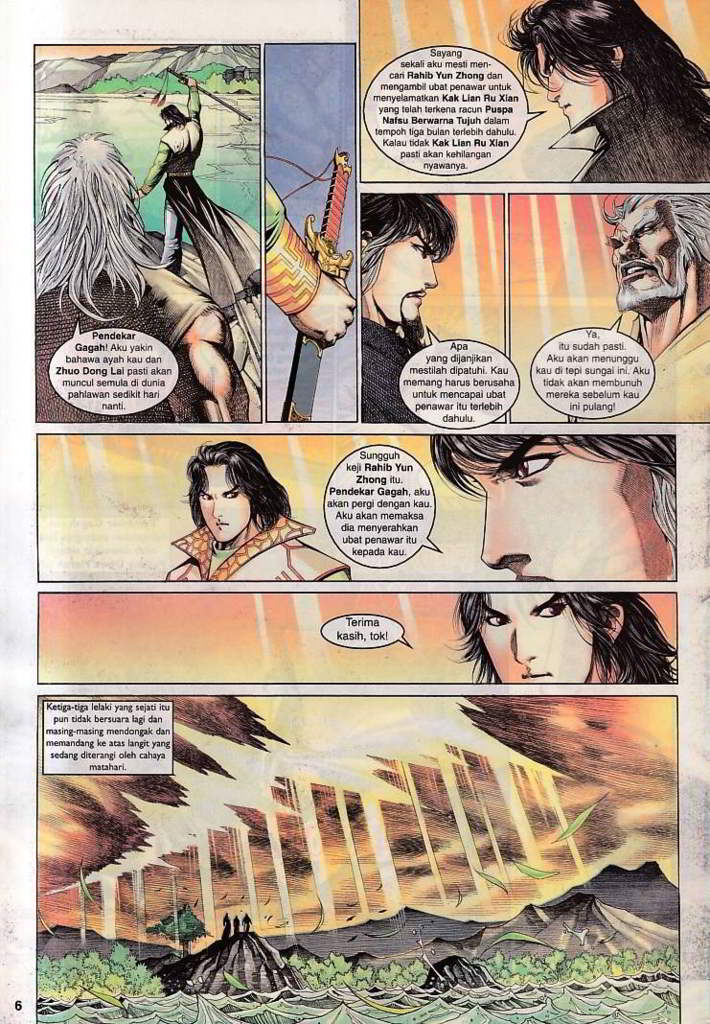 Pendekar
Gagah! Aku yakin
bahawa ayah kau dan
Zhuo Dong Lai pasti akan
muncul semula di dunia
pahlawan sedikit hari
nanti.
Sayang
sekali aku mesti men-
cari Rahib Yun Zhong dan
mengambil ubat penawar untuk
menyelamatkan Kak Lian Ru Xian
yang telah terkena racun Puspa
Nafsu Berwarna Tujuh dalam
tempoh tiga bulan terlebih dahulu.
Kalau tidak Kak Lian Ru Xian
pasti akan kehilangan
nyawanya.
Apa
yang dijanjikan
mestilah dipatuhi. Kau
memang harus berusaha
untuk mencapai ubat
penawar itu terlebih
dahulu.
Ya,
itu sudah pasti.
Aku akan menunggu
kau di tepi sungai ini. Aku
tidak akan membunuh
mereka sebelum kau
ini pulang!
Sungguh
keji Rahib Yun
Zhong itu.
Pendekar Gagah, aku
akan pergi dengan kau.
Aku akan memaksa
dia menyerahkan
ubat penawar itu
kepada kau.
Terima
kasih, tok!
Ketiga-tiga lelaki yang sejati itu
pun tidak bersuara lagi dan
masing-masing mendongak dan
memandang ke atas langit yang
sedang diterangi oleh cahaya
matahari.
6